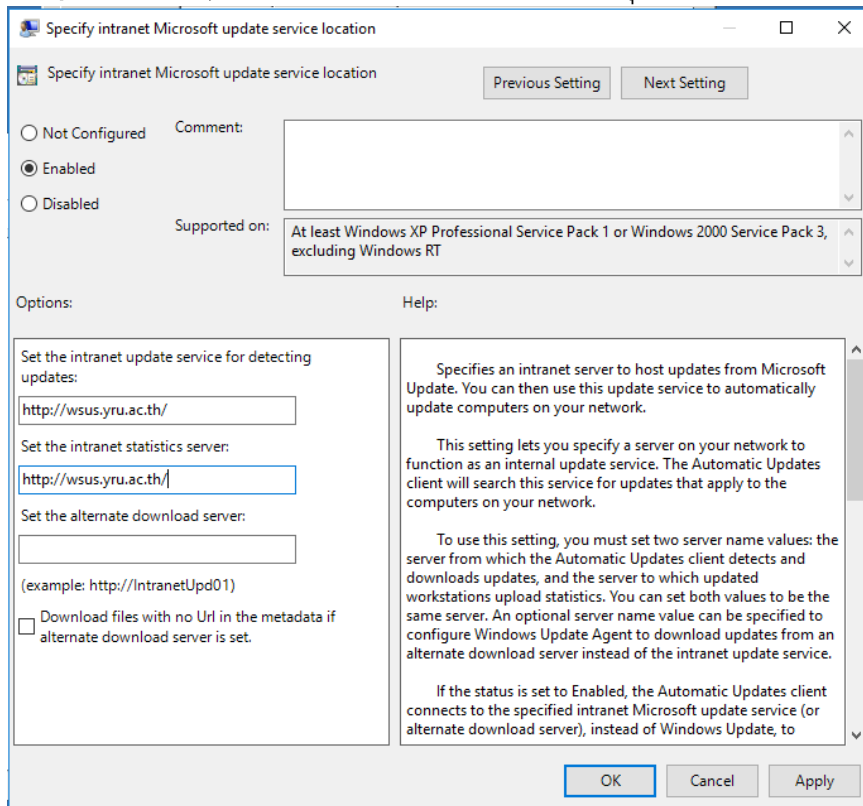 Specify intranet Microsoft update service location
Specify intranet Microsoft update service location
Previous Setting
Next Setting
Not Configured
Enabled
Disabled
Comment:
Supported on:
At least Windows XP Professional Service Pack 1 or Windows 2000 Service Pack 3,
excluding Windows RT
Options:
Help:
Set the intranet update service for detecting
updates:
http://wsus.yru.ac.th/
Set the intranet statistics server:
http://wsus.yru.ac.th/
Set the alternate download server:
(example: http://IntranetUpd01)
Download files with no Url in the metadata if
alternate download server is set.
Specifies an intranet server to host updates from Microsoft
Update. You can then use this update service to automatically
update computers on your network.
This setting lets you specify a server on your network to
function as an internal update service. The Automatic Updates
client will search this service for updates that apply to the
computers on your network.
To use this setting, you must set two server name values: the
server from which the Automatic Updates client detects and
downloads updates, and the server to which updated
workstations upload statistics. You can set both values to be the
same server. An optional server name value can be specified to
configure Windows Update Agent to download updates from an
alternate download server instead of the intranet update service.
If the status is set to Enabled, the Automatic Updates client
connects to the specified intranet Microsoft update service (or
alternate download server), instead of Windows Update, to
OK
Cancel
Apply